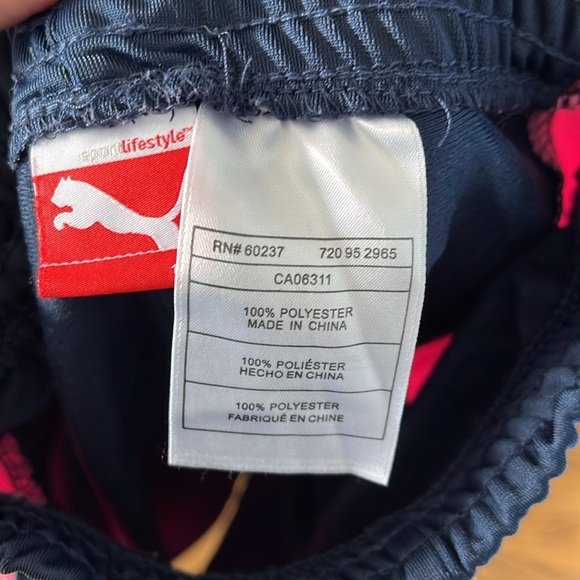 sportlifestyle™
RN# 60237 720 95 2965
CA06311
100% POLYESTER
MADE IN CHINA
100% POLIÉSTER
HECHO EN CHINA
100% POLYESTER
FABRIQUÉ EN CHINE